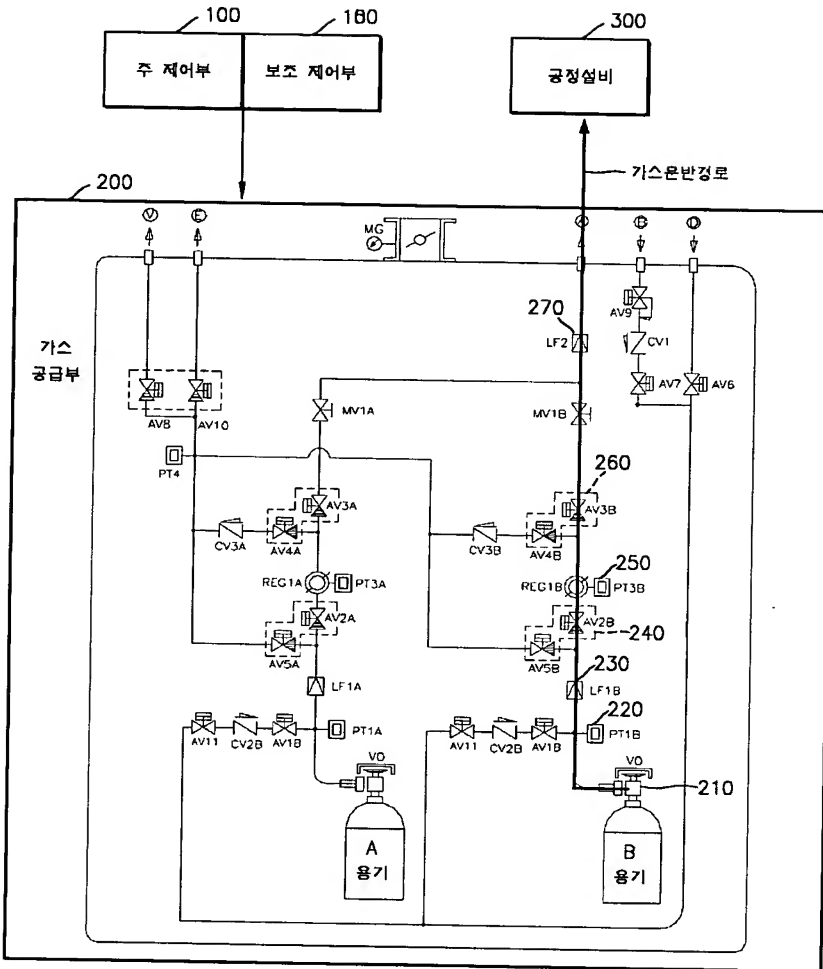 100
180
300
주 제어부
보조 제어부
공정설비
가스운반경로
200
V
E
MG
A
B
D
AV9
270
LF2
CV1
가스
공급부
AV7
AV6
MV1A
MV1B
AV8
AV10
PT4
260
AV3A
AV3B
CV3A
AV4A
CV3B
AV4B
250
REG1A
PT3A
REG1B
PT3B
AV2A
AV2B
240
AV5A
AV5B
230
LF1A
LF1B
220
AV11
CV2B
AV1B
PT1A
AV11
CV2B
AV1B
PT1B
VO
VO
210
A
용기
B
용기